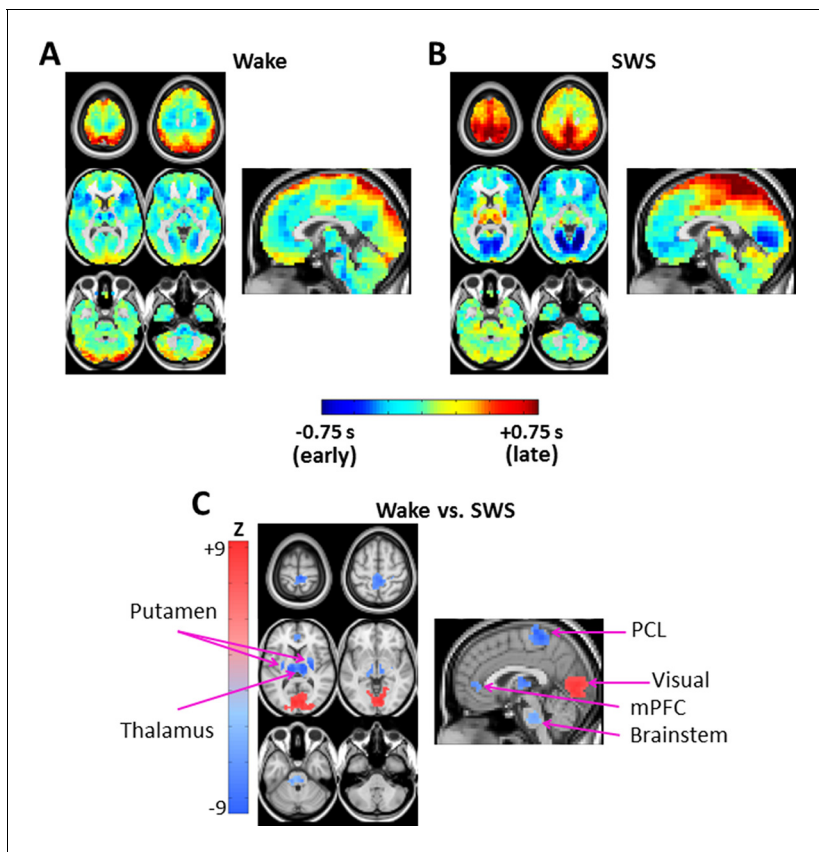 A
Wake
B
SWS
-0.75 s
(early)
+0.75 s
(late)
C
Wake vs. SWS
Z
+9
-9
Putamen
Thalamus
PCL
Visual
mPFC
Brainstem